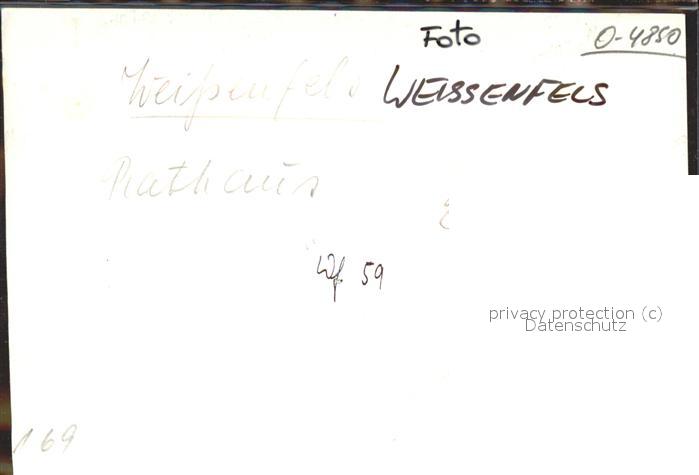 Foto
O-4850
Weißenfels WEISSENFELS
Rathaus
Wf 59
privacy protection (c)
Datenschutz
169